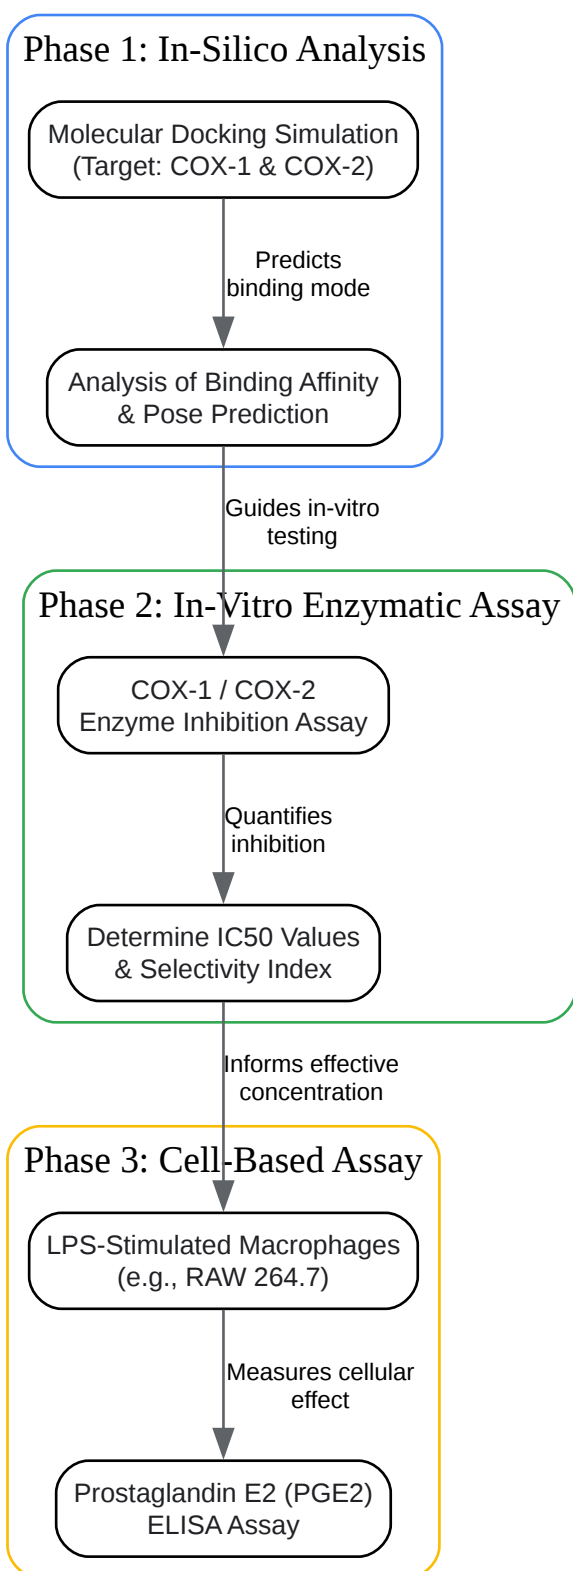 Phase 1: In-Silico Analysis
Molecular Docking Simulation
(Target: COX-1 & COX-2)
Predicts
binding mode
Analysis of Binding Affinity
& Pose Prediction
Guides in-vitro
testing
Phase 2: In-Vitro Enzymatic Assay
COX-1 / COX-2
Enzyme Inhibition Assay
Quantifies
inhibition
Determine IC50 Values
& Selectivity Index
Informs effective
concentration
Phase 3: Cell-Based Assay
LPS-Stimulated Macrophages
(e.g., RAW 264.7)
Measures cellular
effect
Prostaglandin E2 (PGE2)
ELISA Assay